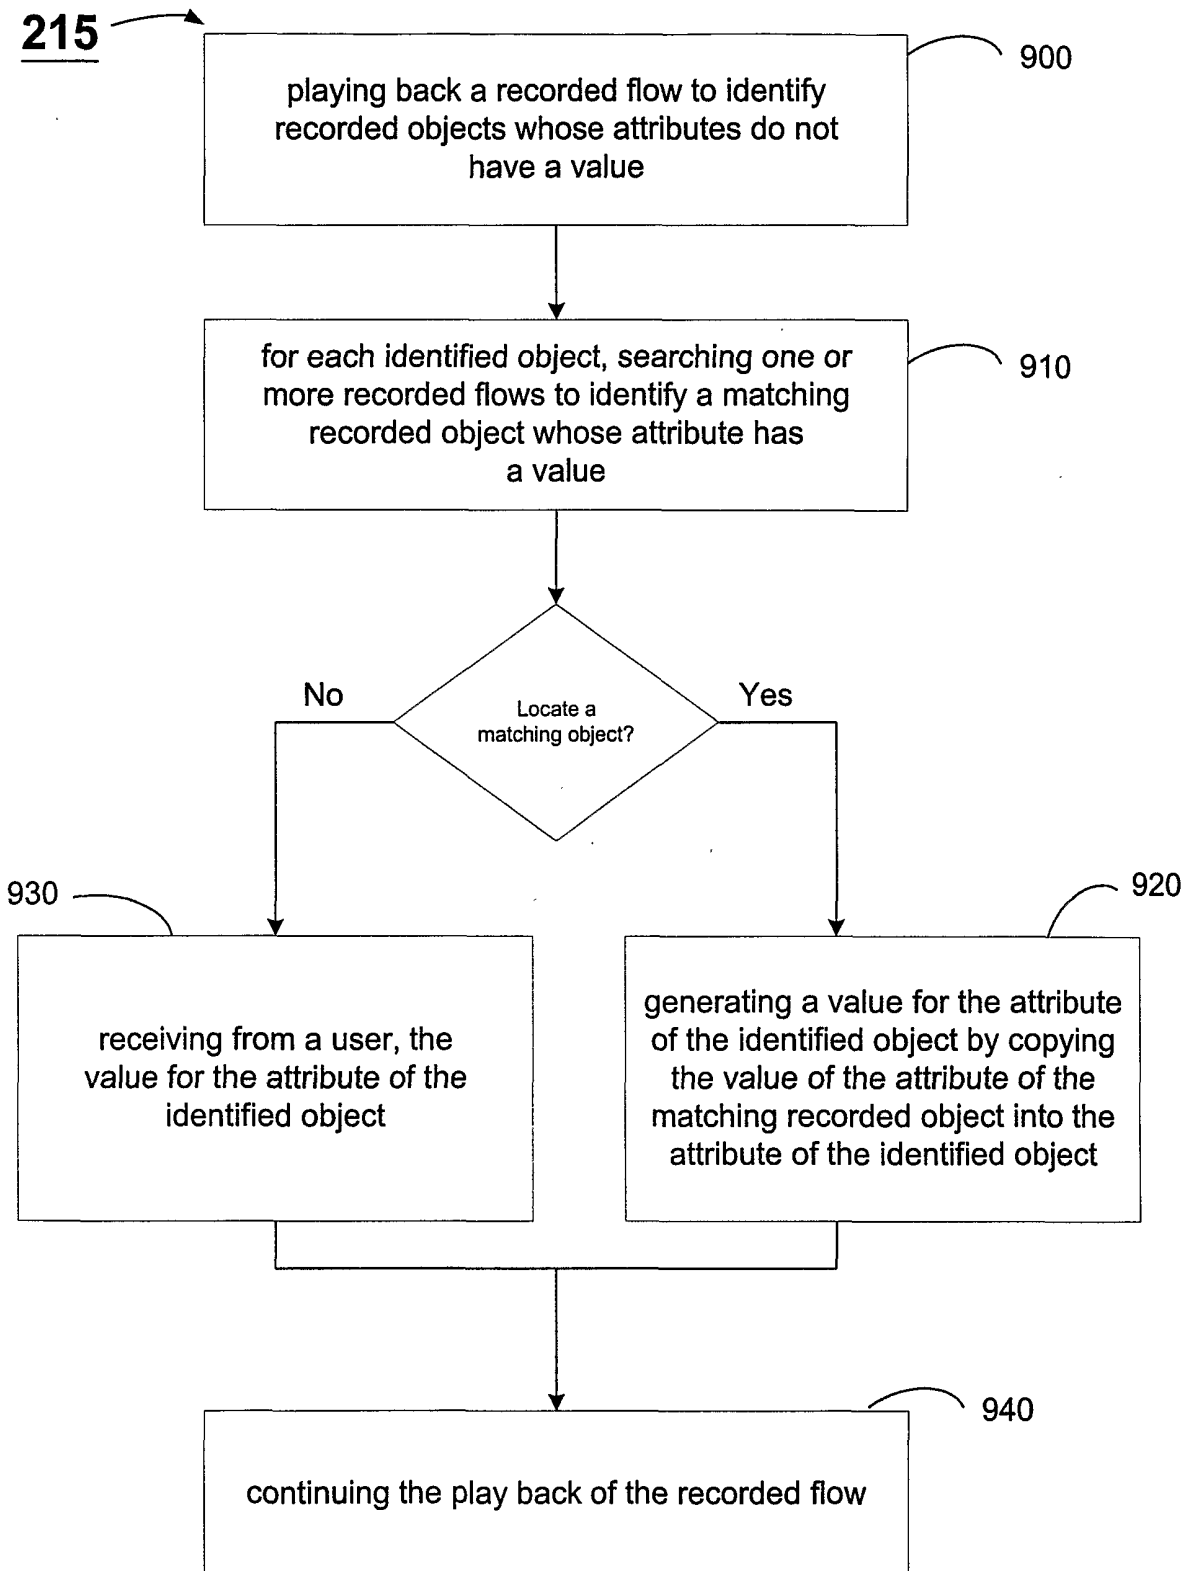 215
900
playing back a recorded flow to identify
recorded objects whose attributes do not
have a value
910
for each identified object, searching one or
more recorded flows to identify a matching
recorded object whose attribute has
a value
No
Yes
Locate a
matching object?
930
920
receiving from a user, the
value for the attribute of the
identified object
generating a value for the attribute
of the identified object by copying
the value of the attribute of the
matching recorded object into the
attribute of the identified object
940
continuing the play back of the recorded flow